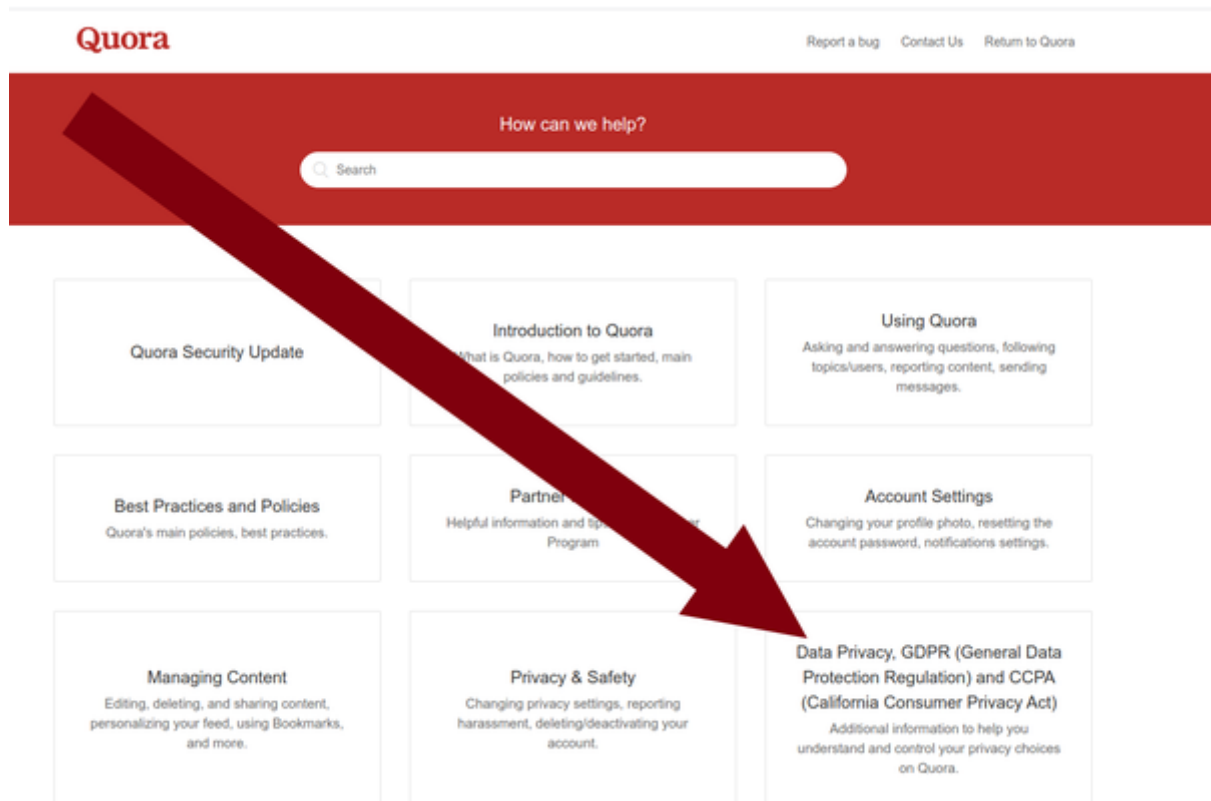 Quora
Report a bug Contact Us Return to Quora
How can we help?
Search
Quora Security Update
Introduction to Quora
What is Quora, how to get started, main
policies and guidelines.
Using Quora
Asking and answering questions, following
topics/users, reporting content, sending
messages.
Best Practices and Policies
Quora's main policies, best practices.
Partner
Helpful information and
Program
Account Settings
Changing your profile photo, resetting the
account password, notifications settings.
Managing Content
Editing, deleting, and sharing content,
personalizing your feed, using Bookmarks,
and more.
Privacy & Safety
Changing privacy settings, reporting
harassment, deleting/deactivating your
account.
Data Privacy, GDPR (General Data
Protection Regulation) and CCPA
(California Consumer Privacy Act)
Additional information to help you
understand and control your privacy choices
on Quora.